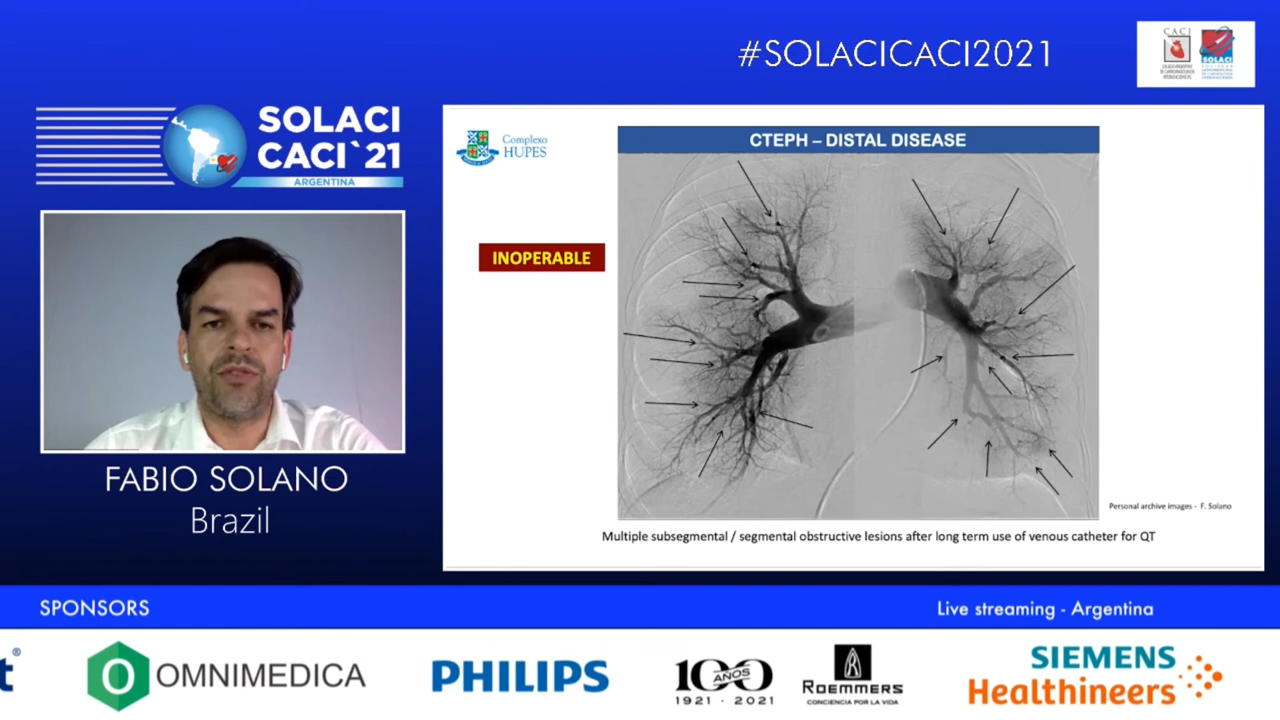 #SOLACICACI2021
CACI
SOLACI
SOLACI
CACI`21
ARGENTINA
Complexo
HUPES
CTEPH – DISTAL DISEASE
INOPERABLE
Personal archive images - F. Solano
Multiple subsegmental / segmental obstructive lesions after long term use of venous catheter for QT
FABIO SOLANO
Brazil
SPONSORS
Live streaming - Argentina
t®
OMNIMEDICA
PHILIPS
100
AÑOS
1921 - 2021
ROEMMERS
CONCIENCIA POR LA VIDA
SIEMENS
Healthineers